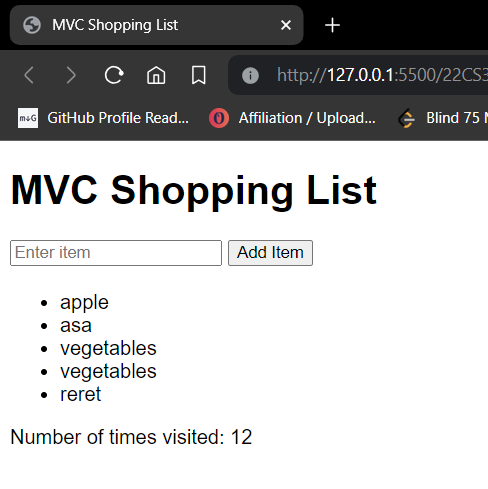 MVC Shopping List
http://127.0.0.1:5500/22CS3
m↓G GitHub Profile Read... Affiliation / Upload... Blind 75
MVC Shopping List
Enter item Add Item
apple
asa
vegetables
vegetables
reret
Number of times visited: 12